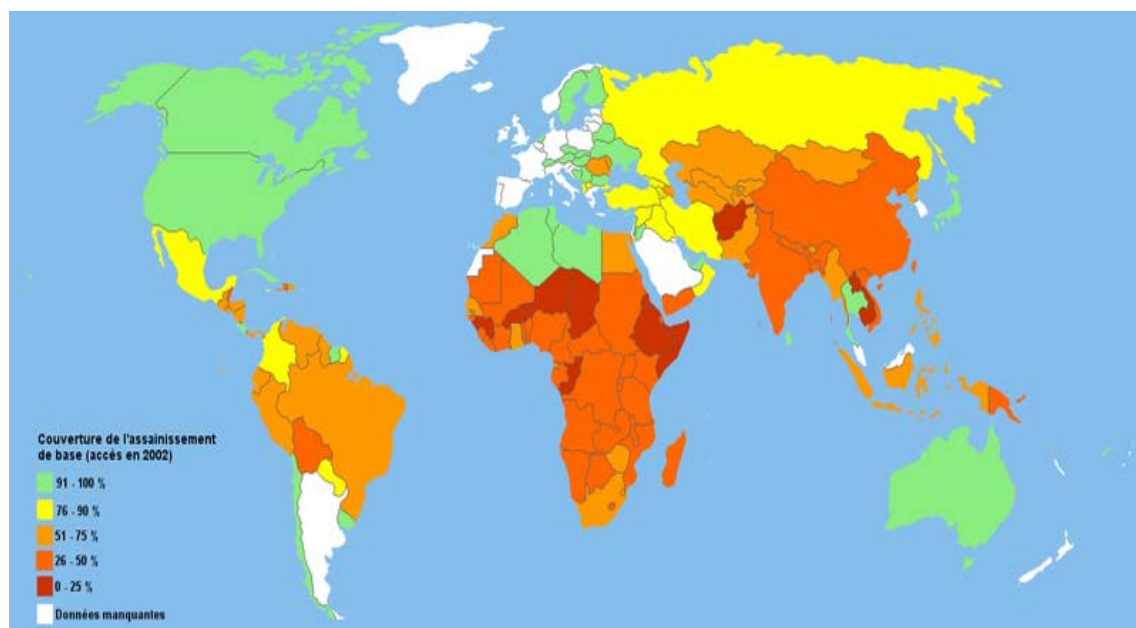 Couverture de l'assainissement
de base (accès en 2002)
91 - 100 %
76 - 90 %
51 - 75 %
26 - 50 %
0 - 25 %
Données manquantes